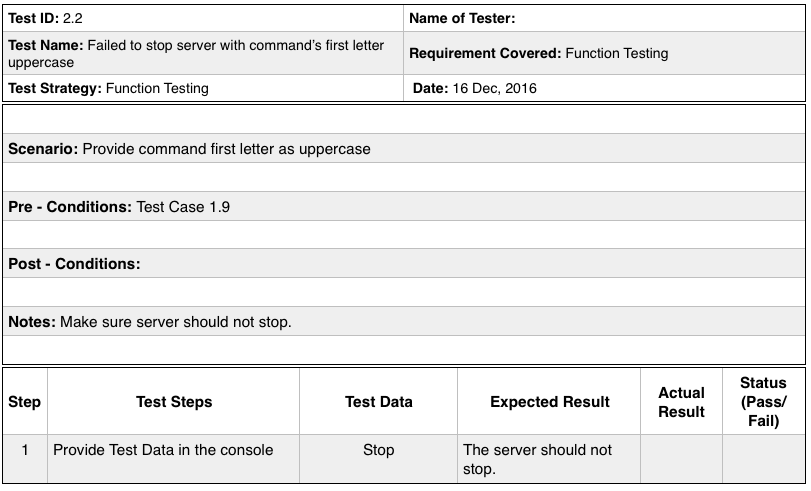 Test ID: 2.2
Name of Tester:
Test Name: Failed to stop server with command's first letter
uppercase
Requirement Covered: Function Testing
Test Strategy: Function Testing
Date: 16 Dec, 2016
Scenario: Provide command first letter as uppercase
Pre - Conditions: Test Case 1.9
Post - Conditions:
Notes: Make sure server should not stop.
Step
Test Steps
Test Data
Expected Result
Actual
Result
Status
(Pass/
Fail)
1
Provide Test Data in the console
Stop
The server should not
stop.